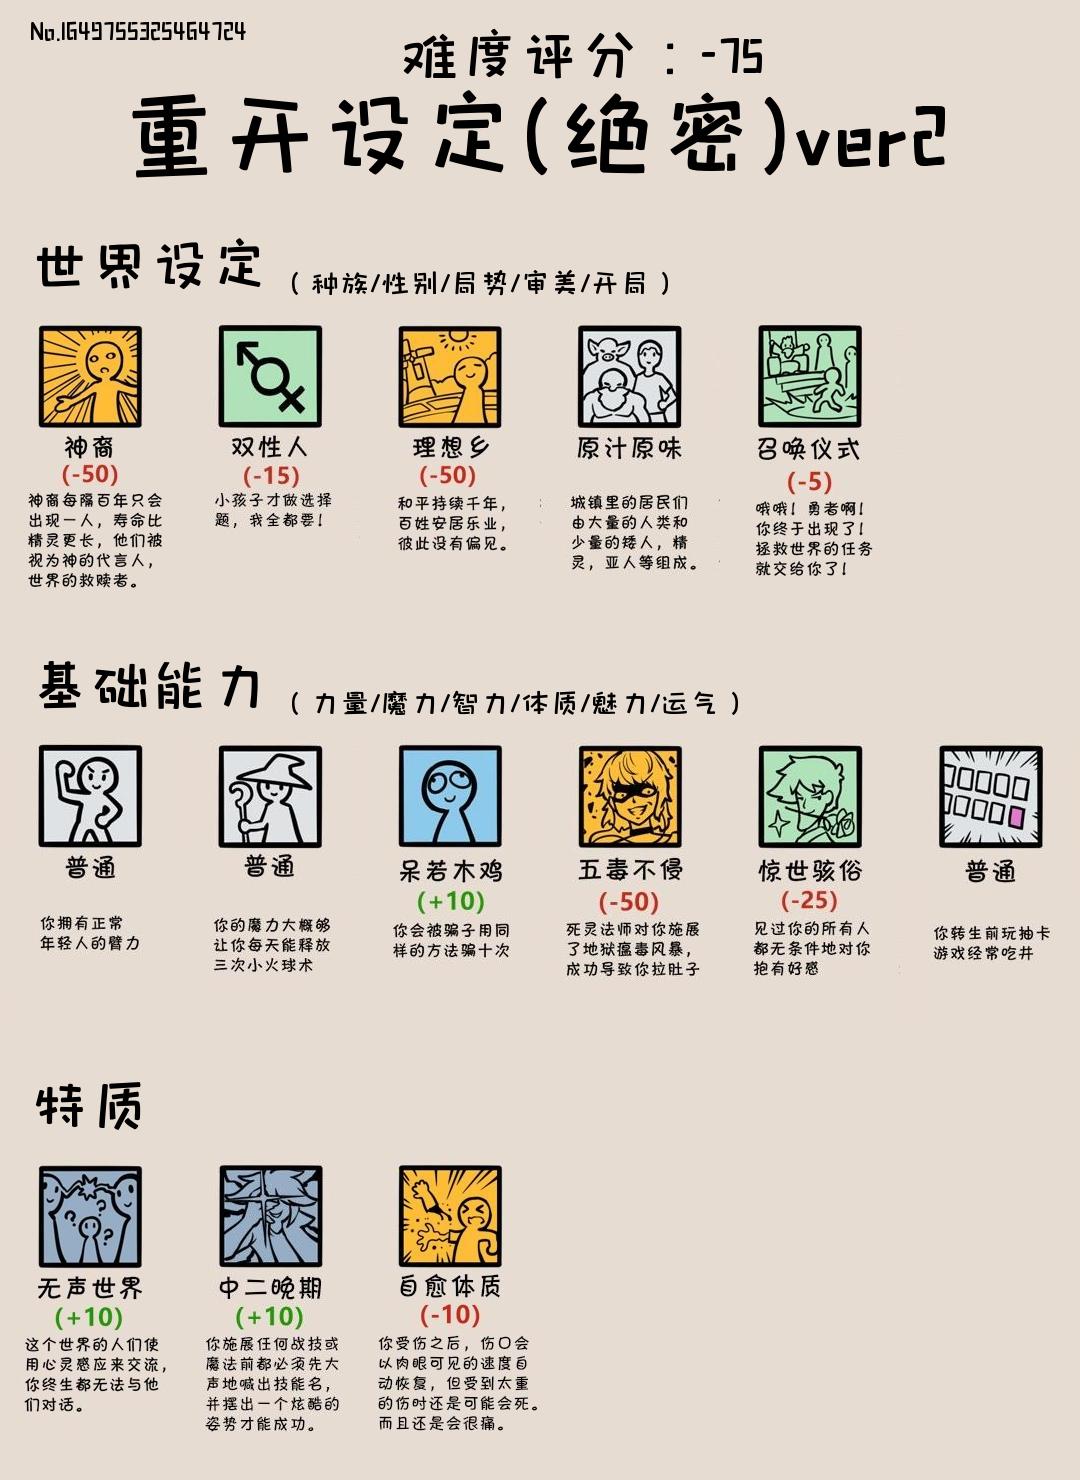 No.1649755325464724
难度评分：-75
重开设定(绝密)ver2
世界设定（种族/性别/局势/审美/开局）
神裔
(-50)
神裔每隔百年只会
出现一人，寿命比
精灵更长，他们被
视为神的代言人，
世界的救赎者。
双性人
(-15)
小孩子才做选择
题，我全都要！
理想乡
(-50)
和平持续千年，
百姓安居乐业，
彼此没有偏见。
原汁原味
城镇里的居民们
由大量的人类和
少量的矮人，精
灵，亚人等组成。
召唤仪式
(-5)
哦哦！勇者啊！
你终于出现了！
拯救世界的任务
就交给你了！
基础能力（力量/魔力/智力/体质/魅力/运气）
普通
你拥有正常
年轻人的臂力
普通
你的魔力大概够
让你每天能释放
三次小火球术
呆若木鸡
(+10)
你会被骗子用同
样的方法骗十次
五毒不侵
(-50)
死灵法师对你施展
了地狱瘟毒风暴，
成功导致你拉肚子
惊世骇俗
(-25)
见过你的所有人
都无条件地对你
抱有好感
普通
你转生前玩抽卡
游戏经常吃井
特质
无声世界
(+10)
这个世界的人们使
用心灵感应来交流，
你终生都无法与他
们对话。
中二晚期
(+10)
你施展任何战技或
魔法前都必须先大
声地喊出技能名，
并摆出一个炫酷的
姿势才能成功。
自愈体质
(-10)
你受伤之后，伤口会
以肉眼可见的速度自
动恢复，但受到太重
的伤时还是可能会死。
而且还是会很痛。